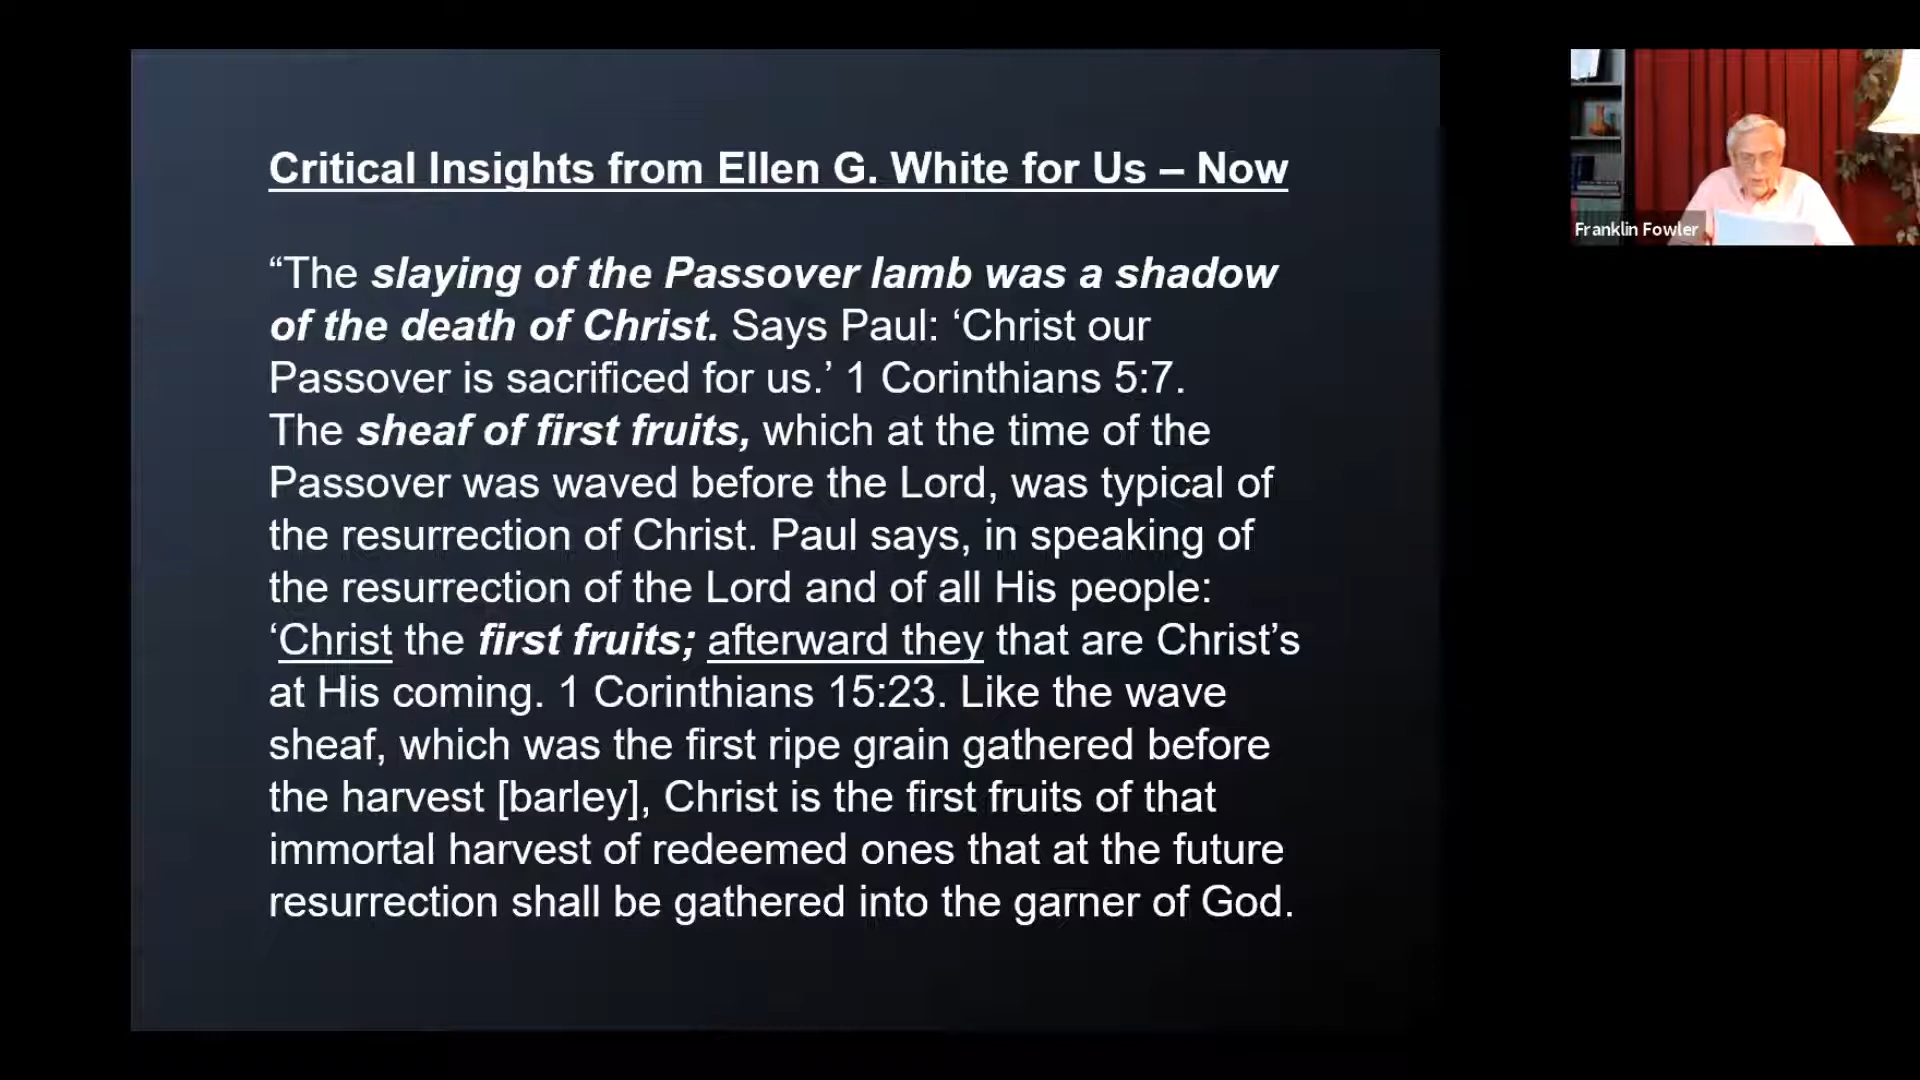 Critical Insights from Ellen G. White for Us – Now
“The slaying of the Passover lamb was a shadow
of the death of Christ. Says Paul: ‘Christ our
Passover is sacrificed for us.’ 1 Corinthians 5:7.
The sheaf of first fruits, which at the time of the
Passover was waved before the Lord, was typical of
the resurrection of Christ. Paul says, in speaking of
the resurrection of the Lord and of all His people:
‘Christ the first fruits; afterward they that are Christ’s
at His coming. 1 Corinthians 15:23. Like the wave
sheaf, which was the first ripe grain gathered before
the harvest [barley], Christ is the first fruits of that
immortal harvest of redeemed ones that at the future
resurrection shall be gathered into the garner of God.
Franklin Fowler